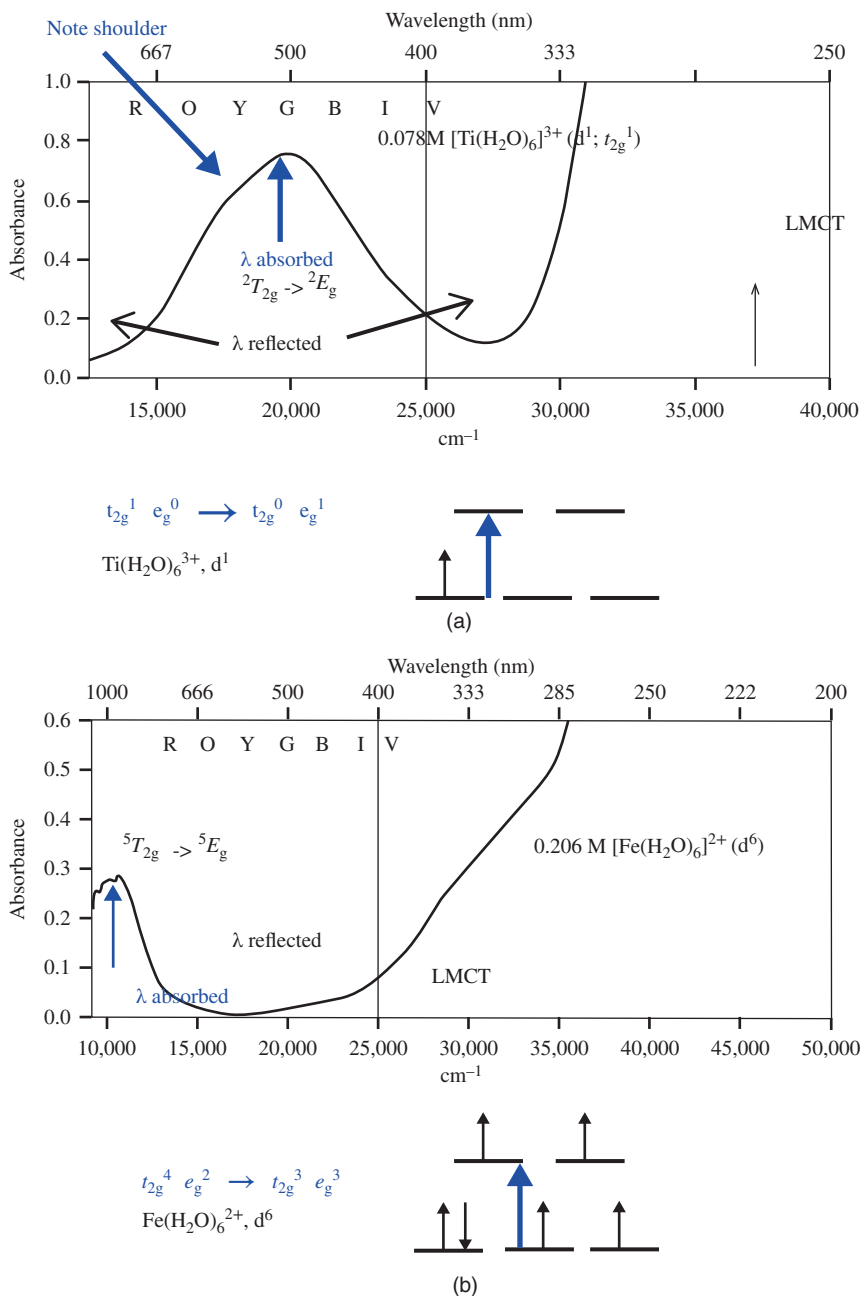 Wavelength (nm)
Note shoulder
667 500 400 333 250
1.0
R O Y G B I V
0.078M [Ti(H₂O)₆]³⁺ (d¹; t₂g¹)
0.8
0.6
Absorbance
LMCT
λ absorbed
0.4
²T₂g -> ²Eg
0.2
λ reflected
0.0
15,000 20,000 25,000 30,000 35,000 40,000
cm⁻¹
t₂g¹ eg⁰ → t₂g⁰ eg¹
Ti(H₂O)₆³⁺, d¹
(a)
Wavelength (nm)
1000 666 500 400 333 285 250 222 200
0.6
R O Y G B I V
0.5
0.4
⁵T₂g -> ⁵Eg
0.206 M [Fe(H₂O)₆]²⁺ (d⁶)
0.3
Absorbance
0.2
λ reflected
0.1
LMCT
λ absorbed
0.0
10,000 15,000 20,000 25,000 30,000 35,000 40,000 45,000 50,000
cm⁻¹
t₂g⁴ eg² → t₂g³ eg³
Fe(H₂O)₆²⁺, d⁶
(b)